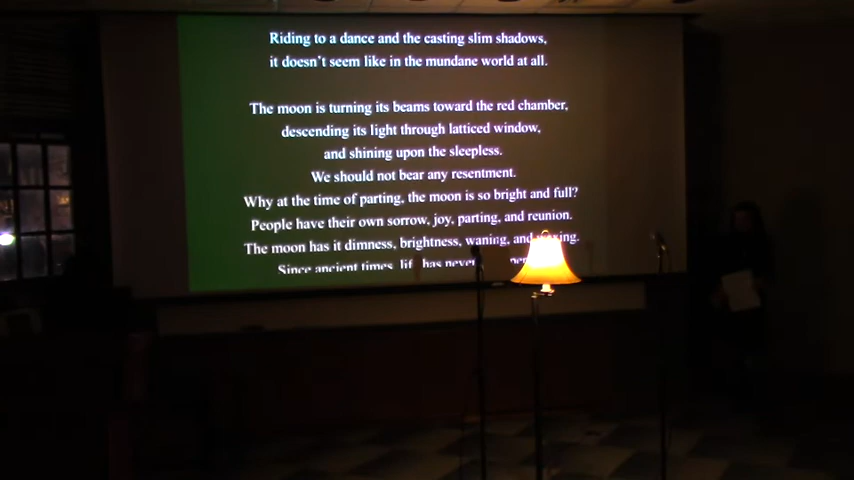 Riding to a dance and the casting slim shadows,
it doesn't seem like in the mundane world at all.
The moon is turning its beams toward the red chamber,
descending its light through latticed window,
and shining upon the sleepless.
We should not bear any resentment.
Why at the time of parting, the moon is so bright and full?
People have their own sorrow, joy, parting, and reunion.
The moon has it dimness, brightness, waning, and
Since ancient times, has never